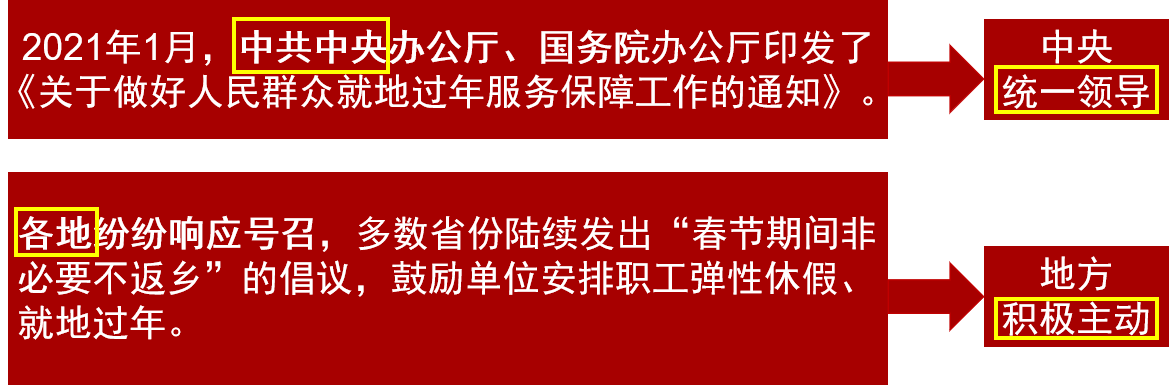 2021年1月，中共中央办公厅、国务院办公厅印发了
《关于做好人民群众就地过年服务保障工作的通知》。
中央
统一领导
各地纷纷响应号召，多数省份陆续发出“春节期间非
必要不返乡”的倡议，鼓励单位安排职工弹性休假、
就地过年。
地方
积极主动